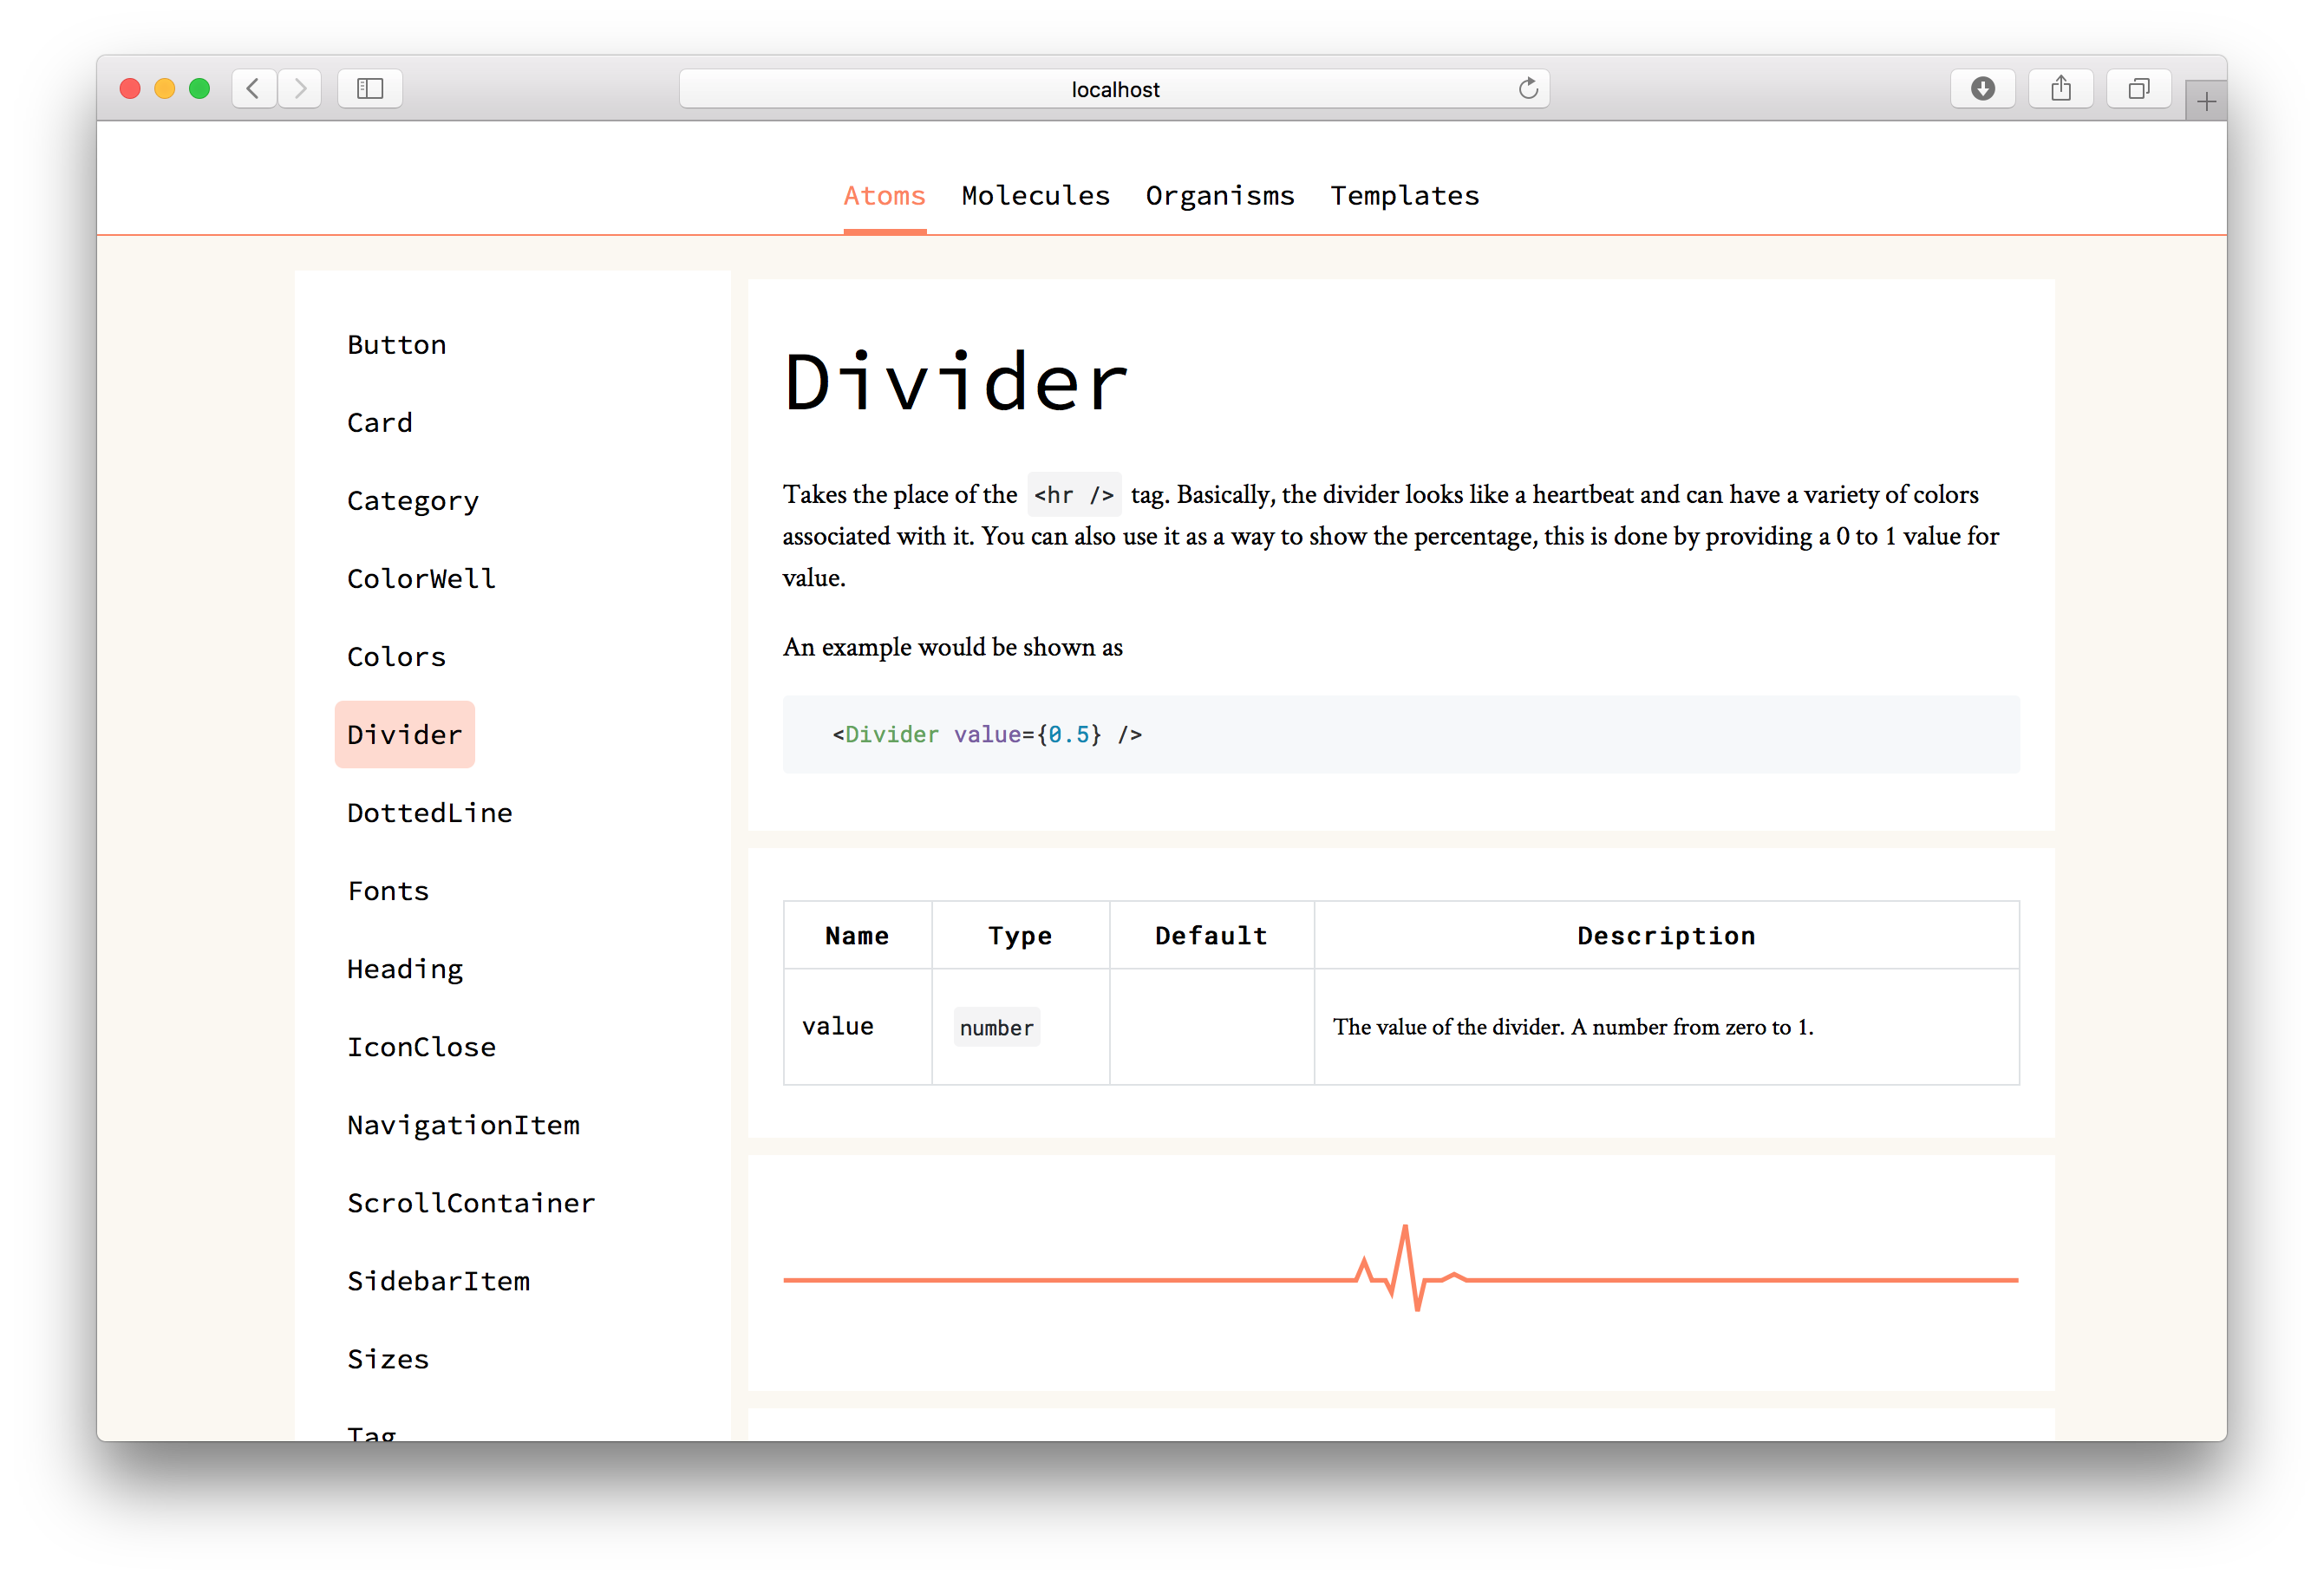 localhost
Atoms Molecules Organisms Templates
Button
Card
Category
ColorWell
Colors
Divider
DottedLine
Fonts
Heading
IconClose
NavigationItem
ScrollContainer
SidebarItem
Sizes
Tag
Divider
Takes the place of the <hr /> tag. Basically, the divider looks like a heartbeat and can have a variety of colors
associated with it. You can also use it as a way to show the percentage, this is done by providing a 0 to 1 value for
value.
An example would be shown as
<Divider value={0.5} />
Name Type Default Description
value number The value of the divider. A number from zero to 1.